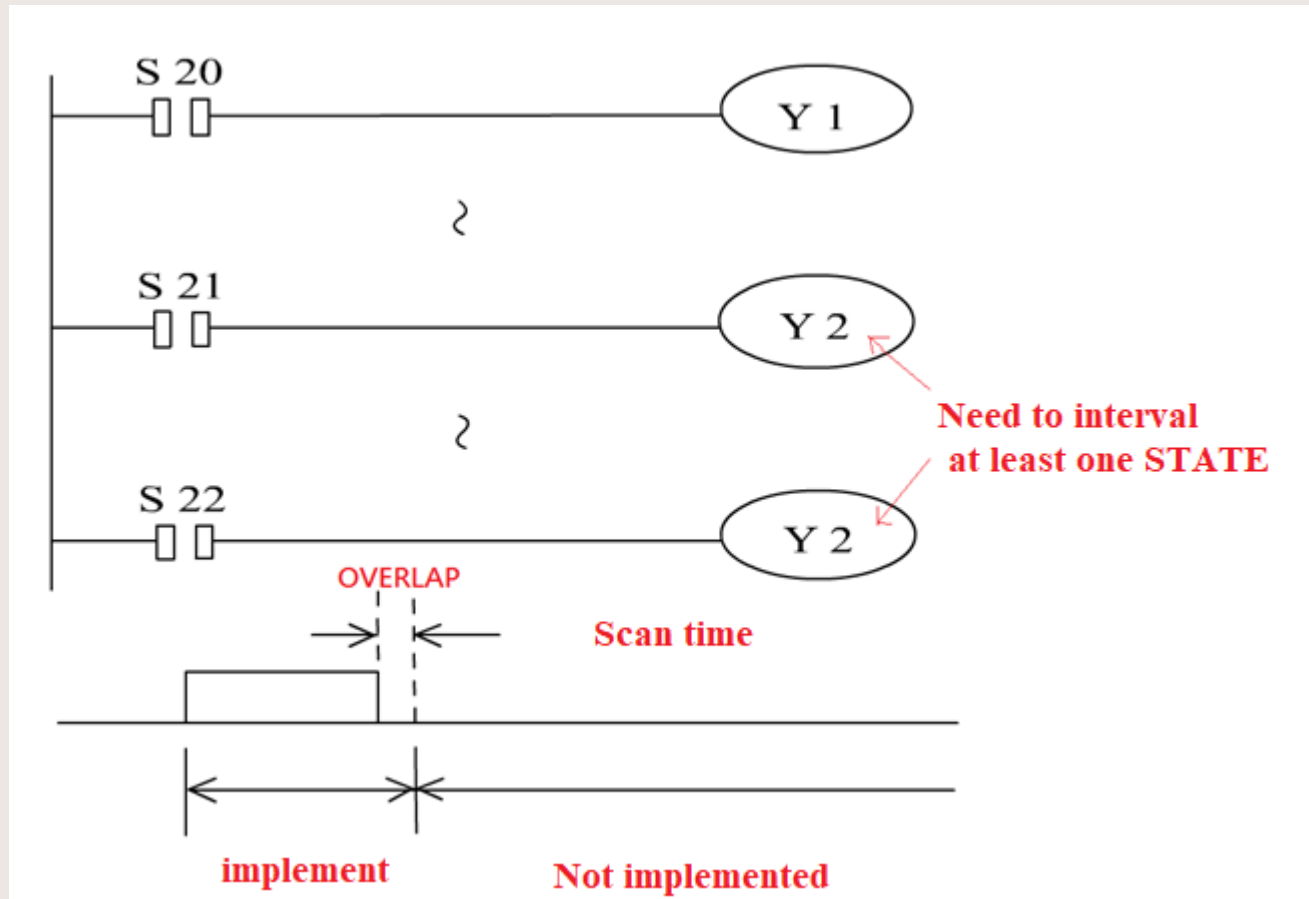 S 20
Y 1
S 21
Y 2
Need to interval
at least one STATE
S 22
Y 2
OVERLAP
Scan time
implement
Not implemented